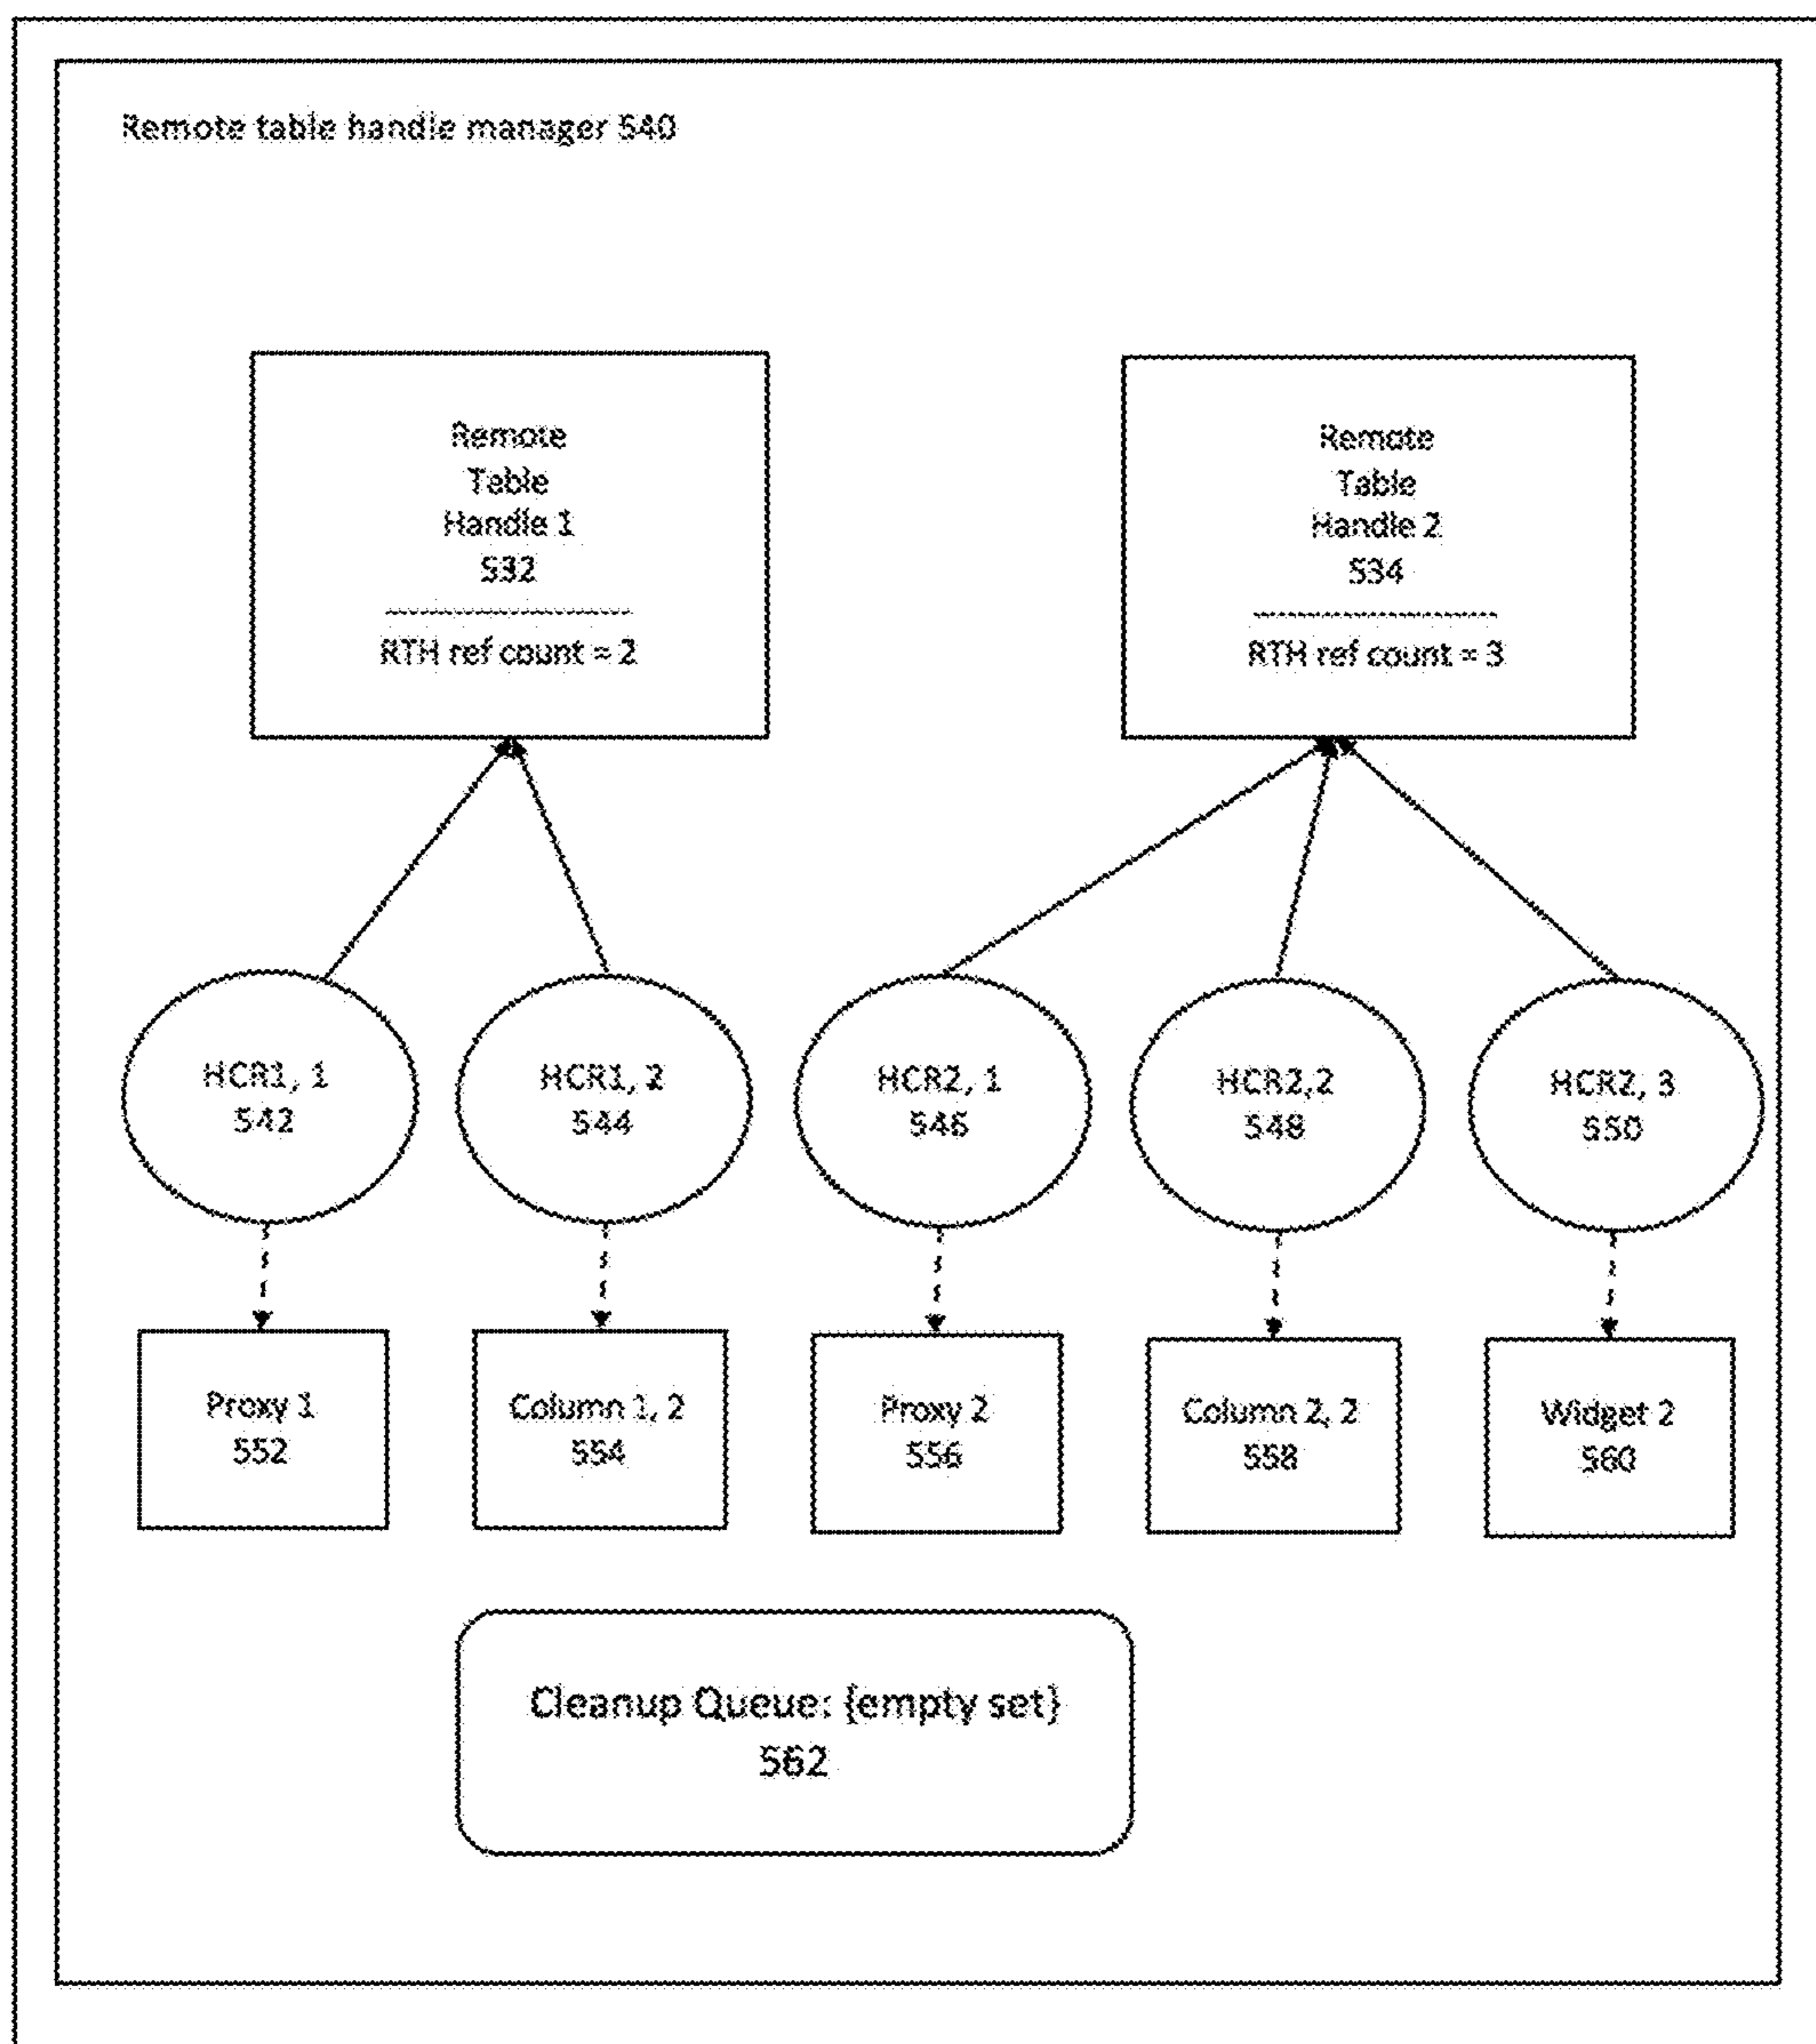 Remote table handle manager 540
Remote
Table
Handle 1
532
RTH ref count = 2
Remote
Table
Handle 2
534
RTH ref count = 3
HCR1, 1
542
HCR1, 2
544
HCR2, 1
546
HCR2,2
548
HCR2, 3
550
Proxy 1
552
Column 1, 2
554
Proxy 2
556
Column 2, 2
558
Widget 2
560
Cleanup Queue: {empty set}
562